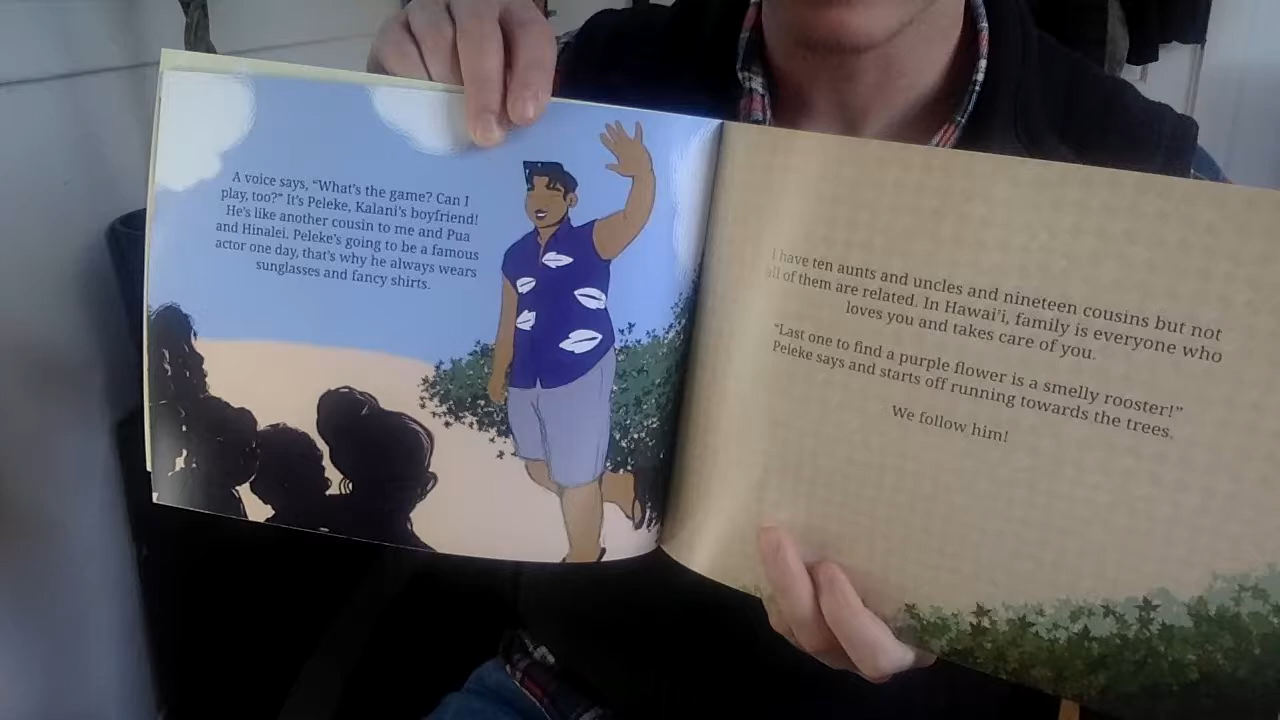 A voice says, “What’s the game? Can I
play, too?” It’s Peleke, Kalani’s boyfriend!
He’s like another cousin to me and Pua
and Hinalei. Peleke’s going to be a famous
actor one day, that’s why he always wears
sunglasses and fancy shirts.
I have ten aunts and uncles and nineteen cousins but not
all of them are related. In Hawai’i, family is everyone who
loves you and takes care of you.
“Last one to find a purple flower is a smelly rooster!”
Peleke says and starts off running towards the trees.
We follow him!